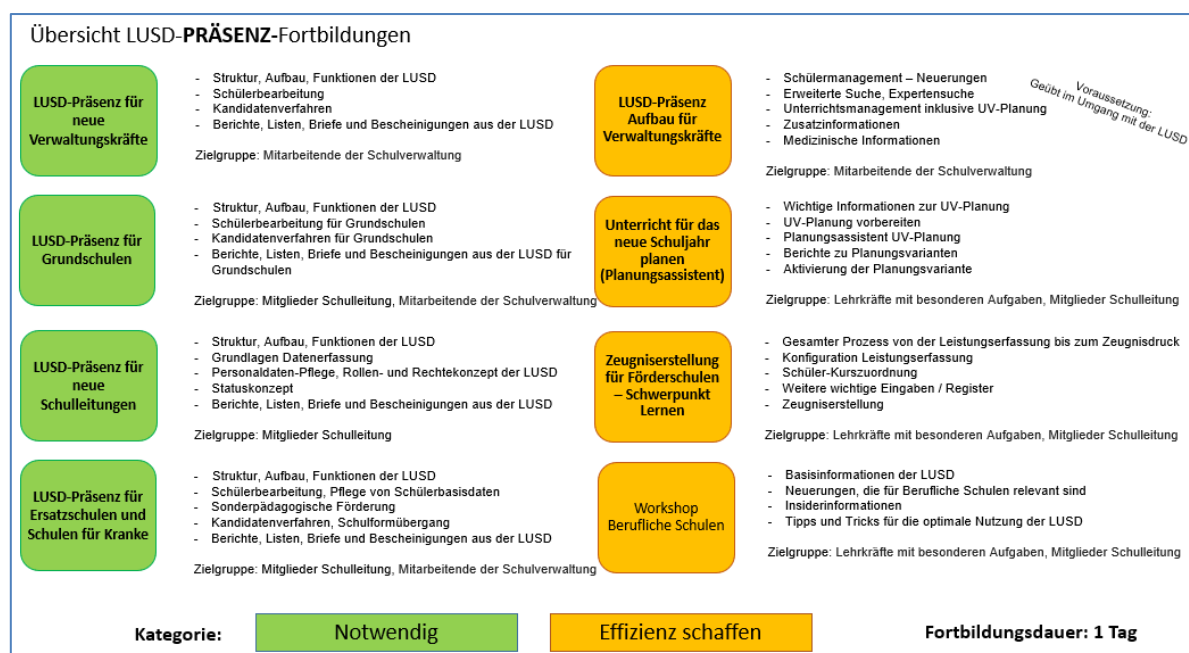 Übersicht LUSD-PRÄSENZ-Fortbildungen
LUSD-Präsenz für
neue
Verwaltungskräfte
- Struktur, Aufbau, Funktionen der LUSD
- Schülerbearbeitung
- Kandidatenverfahren
- Berichte, Listen, Briefe und Bescheinigungen aus der LUSD
Zielgruppe: Mitarbeitende der Schulverwaltung
LUSD-Präsenz
Aufbau für
Verwaltungskräfte
- Schülermanagement – Neuerungen
- Erweiterte Suche, Expertensuche
- Unterrichtsmanagement inklusive UV-Planung
- Zusatzinformationen
- Medizinische Informationen
Zielgruppe: Mitarbeitende der Schulverwaltung
Voraussetzung:
Geübt im Umgang mit der LUSD
LUSD-Präsenz für
Grundschulen
- Struktur, Aufbau, Funktionen der LUSD
- Schülerbearbeitung für Grundschulen
- Kandidatenverfahren für Grundschulen
- Berichte, Listen, Briefe und Bescheinigungen aus der LUSD für
Grundschulen
Zielgruppe: Mitglieder Schulleitung, Mitarbeitende der Schulverwaltung
Unterricht für das
neue Schuljahr
planen
(Planungsassistent)
- Wichtige Informationen zur UV-Planung
- UV-Planung vorbereiten
- Planungsassistent UV-Planung
- Berichte zu Planungsvarianten
- Aktivierung der Planungsvariante
Zielgruppe: Lehrkräfte mit besonderen Aufgaben, Mitglieder Schulleitung
LUSD-Präsenz für
neue
Schulleitungen
- Struktur, Aufbau, Funktionen der LUSD
- Grundlagen Datenerfassung
- Personaldaten-Pflege, Rollen- und Rechtekonzept der LUSD
- Statuskonzept
- Berichte, Listen, Briefe und Bescheinigungen aus der LUSD
Zielgruppe: Mitglieder Schulleitung
Zeugniserstellung
für Förderschulen
– Schwerpunkt
Lernen
- Gesamter Prozess von der Leistungserfassung bis zum Zeugnisdruck
- Konfiguration Leistungserfassung
- Schüler-Kurszuordnung
- Weitere wichtige Eingaben / Register
- Zeugniserstellung
Zielgruppe: Lehrkräfte mit besonderen Aufgaben, Mitglieder Schulleitung
LUSD-Präsenz für
Ersatzschulen und
Schulen für Kranke
- Struktur, Aufbau, Funktionen der LUSD
- Schülerbearbeitung, Pflege von Schülerbasisdaten
- Sonderpädagogische Förderung
- Kandidatenverfahren, Schulformübergang
- Berichte, Listen, Briefe und Bescheinigungen aus der LUSD
Zielgruppe: Mitglieder Schulleitung, Mitarbeitende der Schulverwaltung
Workshop
Berufliche Schulen
- Basisinformationen der LUSD
- Neuerungen, die für Berufliche Schulen relevant sind
- Insiderinformationen
- Tipps und Tricks für die optimale Nutzung der LUSD
Zielgruppe: Lehrkräfte mit besonderen Aufgaben, Mitglieder Schulleitung
Kategorie:
Notwendig
Effizienz schaffen
Fortbildungsdauer: 1 Tag